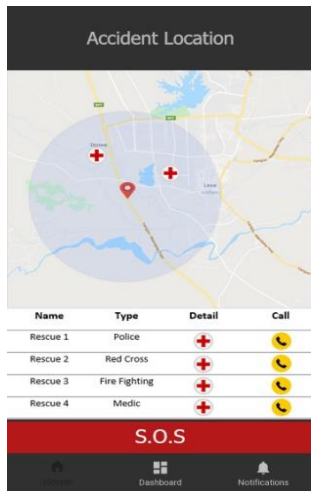 Accident Location
Name Type Detail Call
Rescue 1 Police
Rescue 2 Red Cross
Rescue 3 Fire Fighting
Rescue 4 Medic
S.O.S
Dashboard Notifications